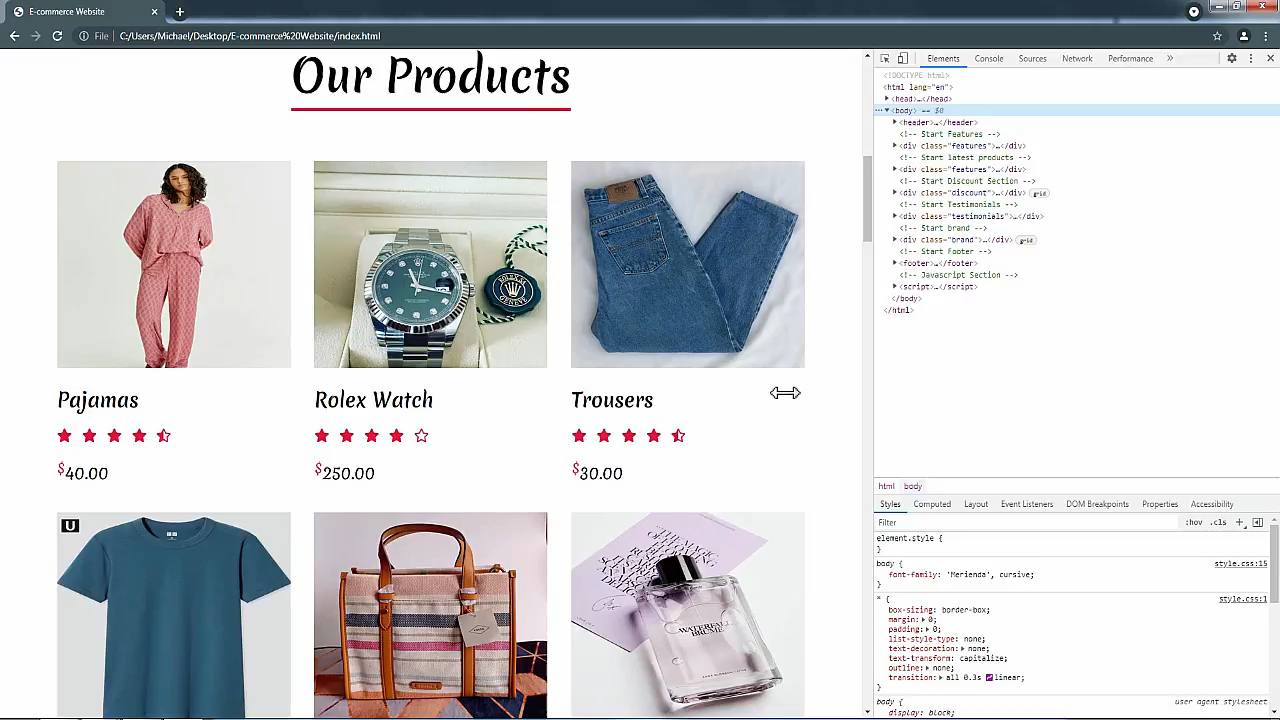 E-commerce Website
File C:/Users/Michael/Desktop/E-commerce%20Website/index.html
Our Products
Pajamas
Rolex Watch
Trousers
$40.00
$250.00
$30.00
U
ROLEX SA
GENEVE
WATERFALL
BRUME
Elements Console Sources Network Performance »
<!DOCTYPE html>
<html lang="en">
<head>…</head>
<body> == $0
<header>…</header>
<!-- Start Features -->
<div class="features">…</div>
<!-- Start latest products -->
<div class="features">…</div>
<!-- Start Discount Section -->
<div class="discount">…</div> grid
<!-- Start Testimonials -->
<div class="testimonials">…</div>
<!-- Start brand -->
<div class="brand">…</div> grid
<!-- Start Footer -->
<footer>…</footer>
<!-- Javascript Section -->
<script>…</script>
</body>
</html>
html body
Styles Computed Layout Event Listeners DOM Breakpoints Properties Accessibility
Filter :hov .cls +
element.style {
}
body { style.css:15
font-family: 'Merienda', cursive;
}
* { style.css:1
box-sizing: border-box;
margin: 0;
padding: 0;
list-style-type: none;
text-decoration: none;
text-transform: capitalize;
outline: none;
transition: all 0.3s linear;
}
body { user agent stylesheet
display: block;